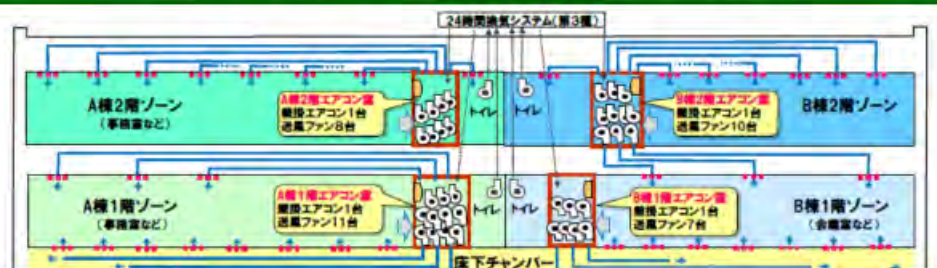 24時間換気システム(第3種)
A棟2階ゾーン
(事務室など)
A棟2階エアコン室
壁掛エアコン1台
送風ファン8台
トイレ
トイレ
B棟2階エアコン室
壁掛エアコン1台
送風ファン10台
B棟2階ゾーン
A棟1階ゾーン
(事務室など)
A棟1階エアコン室
壁掛エアコン1台
送風ファン11台
トイレ
トイレ
B棟1階エアコン室
壁掛エアコン1台
送風ファン7台
B棟1階ゾーン
(会議室など)
床下チャンバー